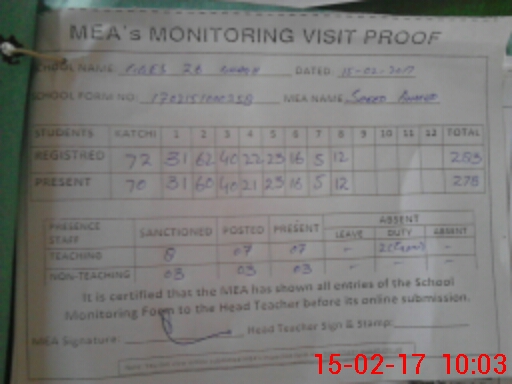 MEA's MONITORING VISIT PROOF
SCHOOL NAME: DATED: 15-02-2017
SCHOOL FORM NO: MEA NAME: Ahmed
STUDENTS KATCHI 1 2 3 4 5 6 7 8 9 10 11 12 TOTAL
REGISTRED 72 31 62 40 22 23 16 5 12 283
PRESENT 70 31 60 40 21 23 16 5 12 278
PRESENCE STAFF SANCTIONED POSTED PRESENT ABSENT
LEAVE DUTY ABSENT
TEACHING 8 07 07 - -
NON-TEACHING 03 03 03 - - -
It is certified that the MEA has shown all entries of the School
Monitoring Form to the Head Teacher before its online submission.
MEA Signature: Head Teacher Sign & Stamp:
15-02-17 10:03